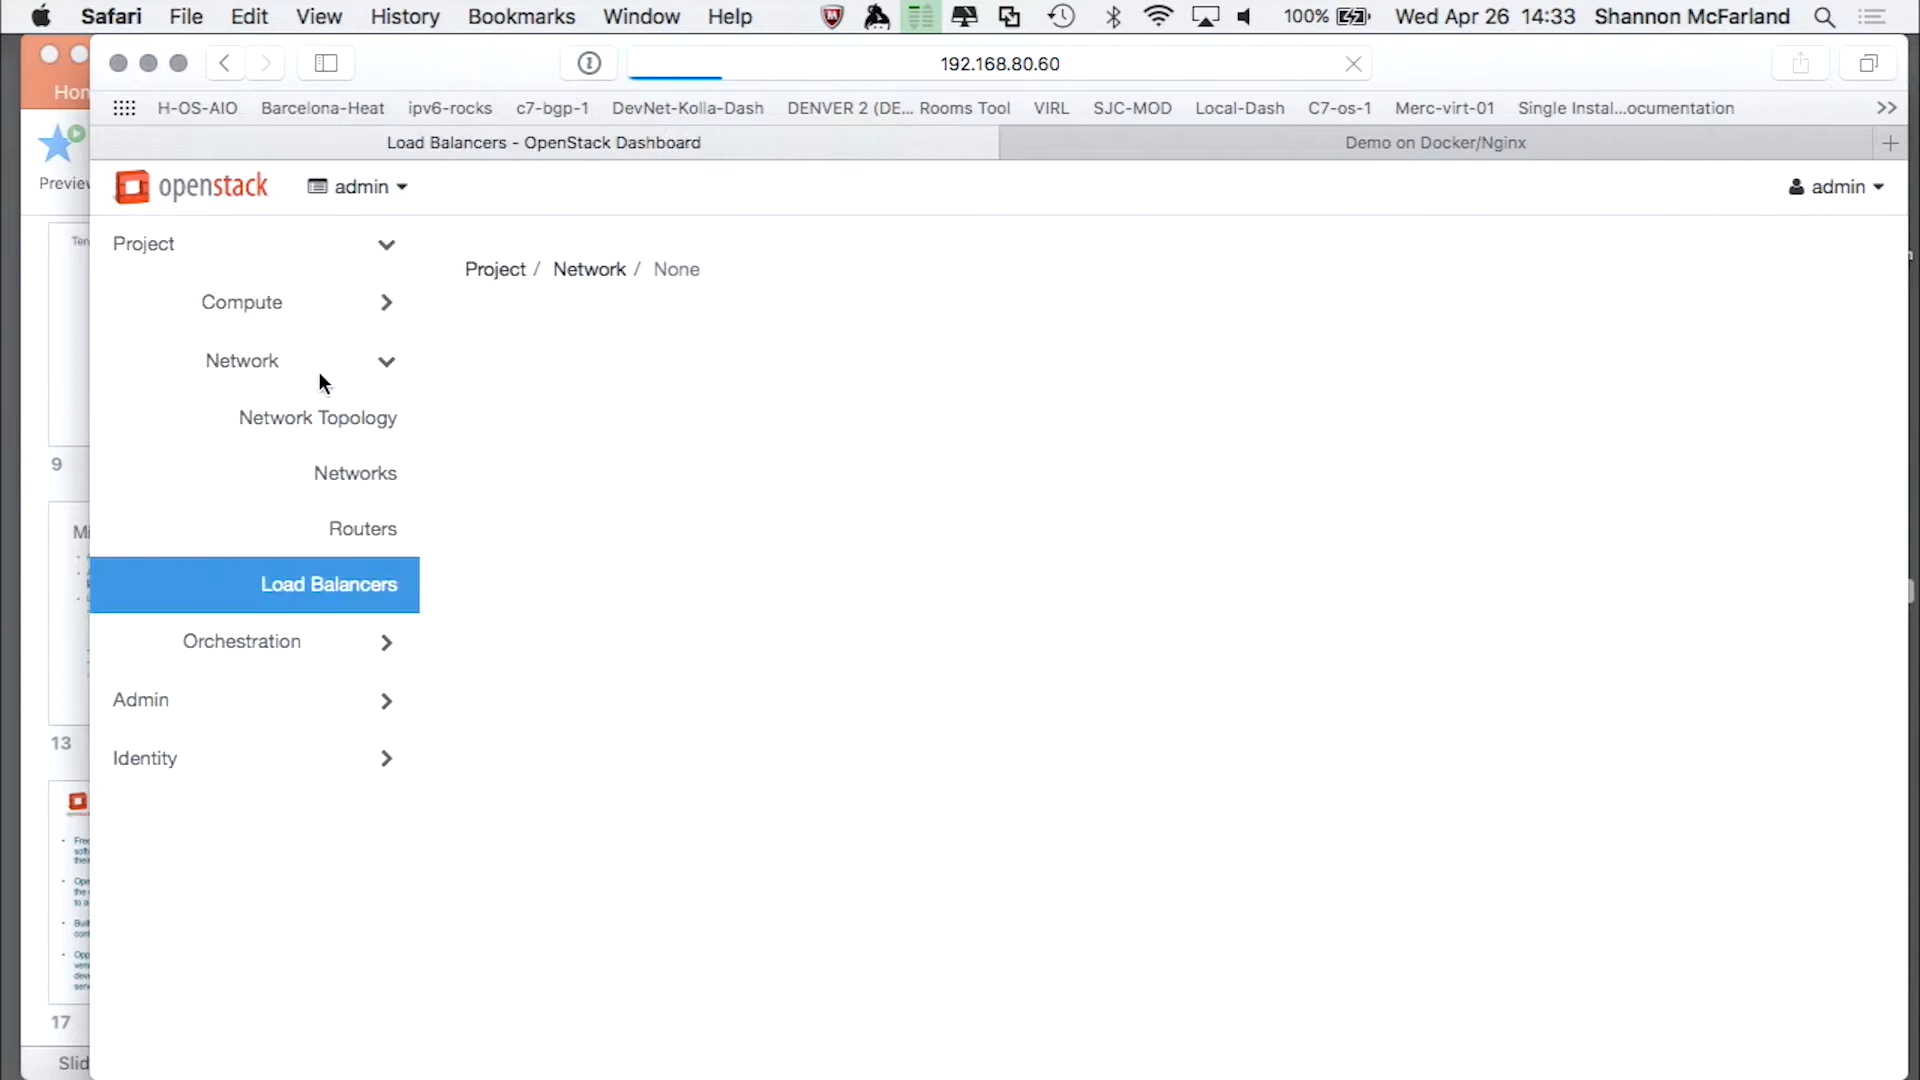 Safari File Edit View History Bookmarks Window Help 100% Wed Apr 26 14:33 Shannon McFarland
192.168.80.60
H-OS-AIO Barcelona-Heat ipv6-rocks c7-bgp-1 DevNet-Kolla-Dash DENVER 2 (DE... Rooms Tool VIRL SJC-MOD Local-Dash C7-os-1 Merc-virt-01 Single Instal...ocumentation >>
Load Balancers - OpenStack Dashboard Demo on Docker/Nginx +
openstack admin admin
Project
Project / Network / None
Compute
Network
Network Topology
Networks
Routers
Load Balancers
Orchestration
Admin
Identity
9
13
17